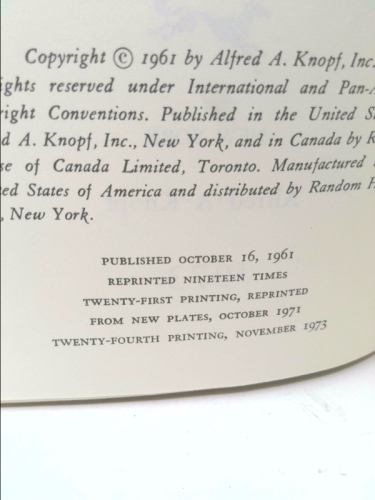 Copyright © 1961 by Alfred A. Knopf, Inc.
ights reserved under International and Pan-A
right Conventions. Published in the United S
d A. Knopf, Inc., New York, and in Canada by R
se of Canada Limited, Toronto. Manufactured
ed States of America and distributed by Random H
, New York.
PUBLISHED OCTOBER 16, 1961
REPRINTED NINETEEN TIMES
TWENTY-FIRST PRINTING, REPRINTED
FROM NEW PLATES, OCTOBER 1971
TWENTY-FOURTH PRINTING, NOVEMBER 1973